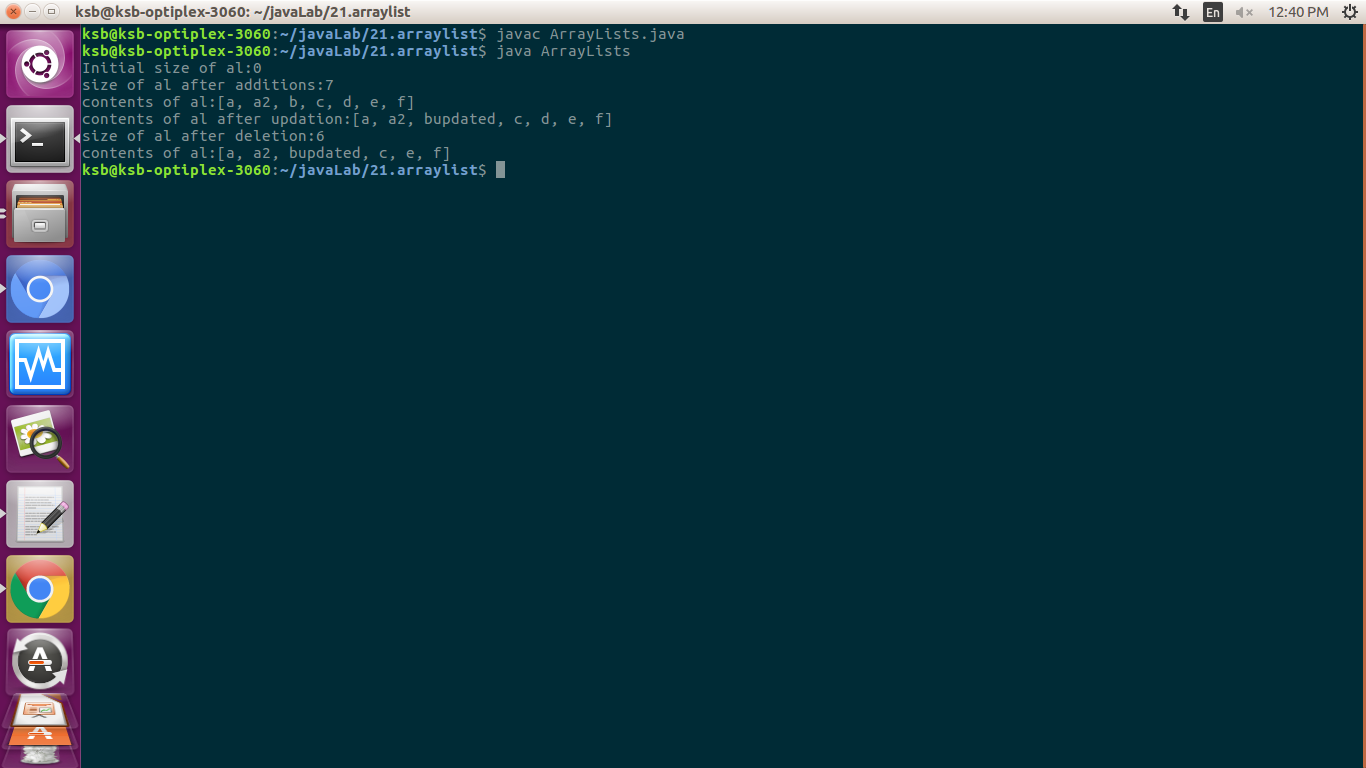 ksb@ksb-optiplex-3060: ~/javaLab/21.arraylist
En
12:40 PM
ksb@ksb-optiplex-3060:~/javaLab/21.arraylist$ javac ArrayLists.java
ksb@ksb-optiplex-3060:~/javaLab/21.arraylist$ java ArrayLists
Initial size of al:0
size of al after additions:7
contents of al:[a, a2, b, c, d, e, f]
contents of al after updation:[a, a2, bupdated, c, d, e, f]
size of al after deletion:6
contents of al:[a, a2, bupdated, c, e, f]
ksb@ksb-optiplex-3060:~/javaLab/21.arraylist$